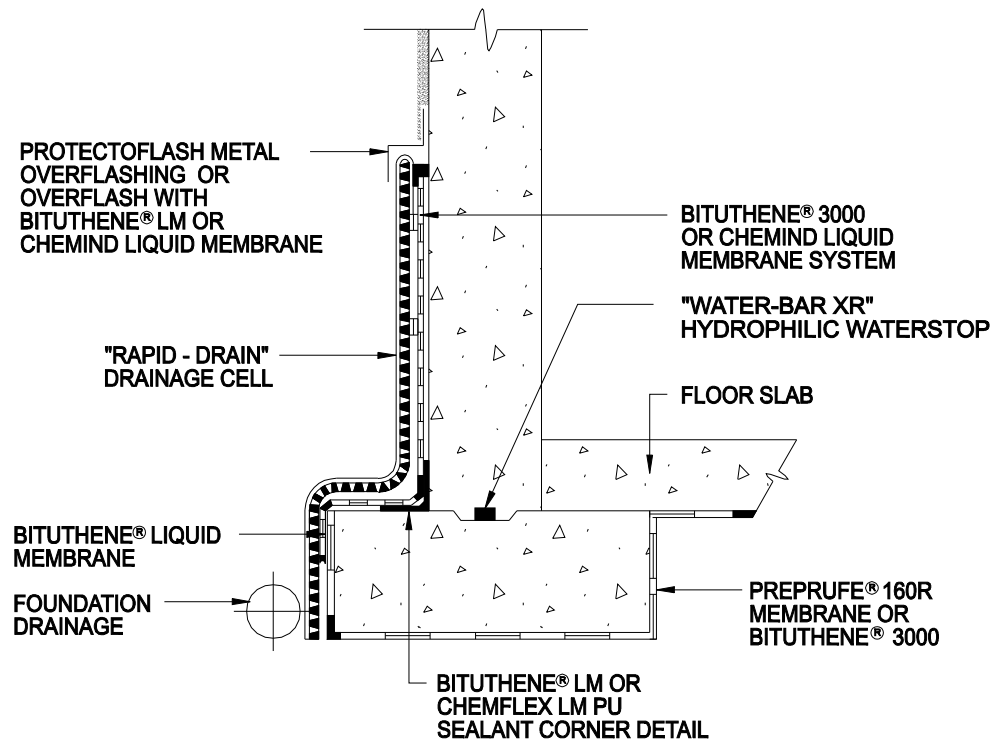 PROTECTOFLASH METAL
OVERFLASHING OR
OVERFLASH WITH
BITUTHENE® LM OR
CHEMIND LIQUID MEMBRANE
BITUTHENE® 3000
OR CHEMIND LIQUID
MEMBRANE SYSTEM
"WATER-BAR XR"
HYDROPHILIC WATERSTOP
"RAPID - DRAIN"
DRAINAGE CELL
FLOOR SLAB
BITUTHENE® LIQUID
MEMBRANE
FOUNDATION
DRAINAGE
PREPRUFE® 160R
MEMBRANE OR
BITUTHENE® 3000
BITUTHENE® LM OR
CHEMFLEX LM PU
SEALANT CORNER DETAIL